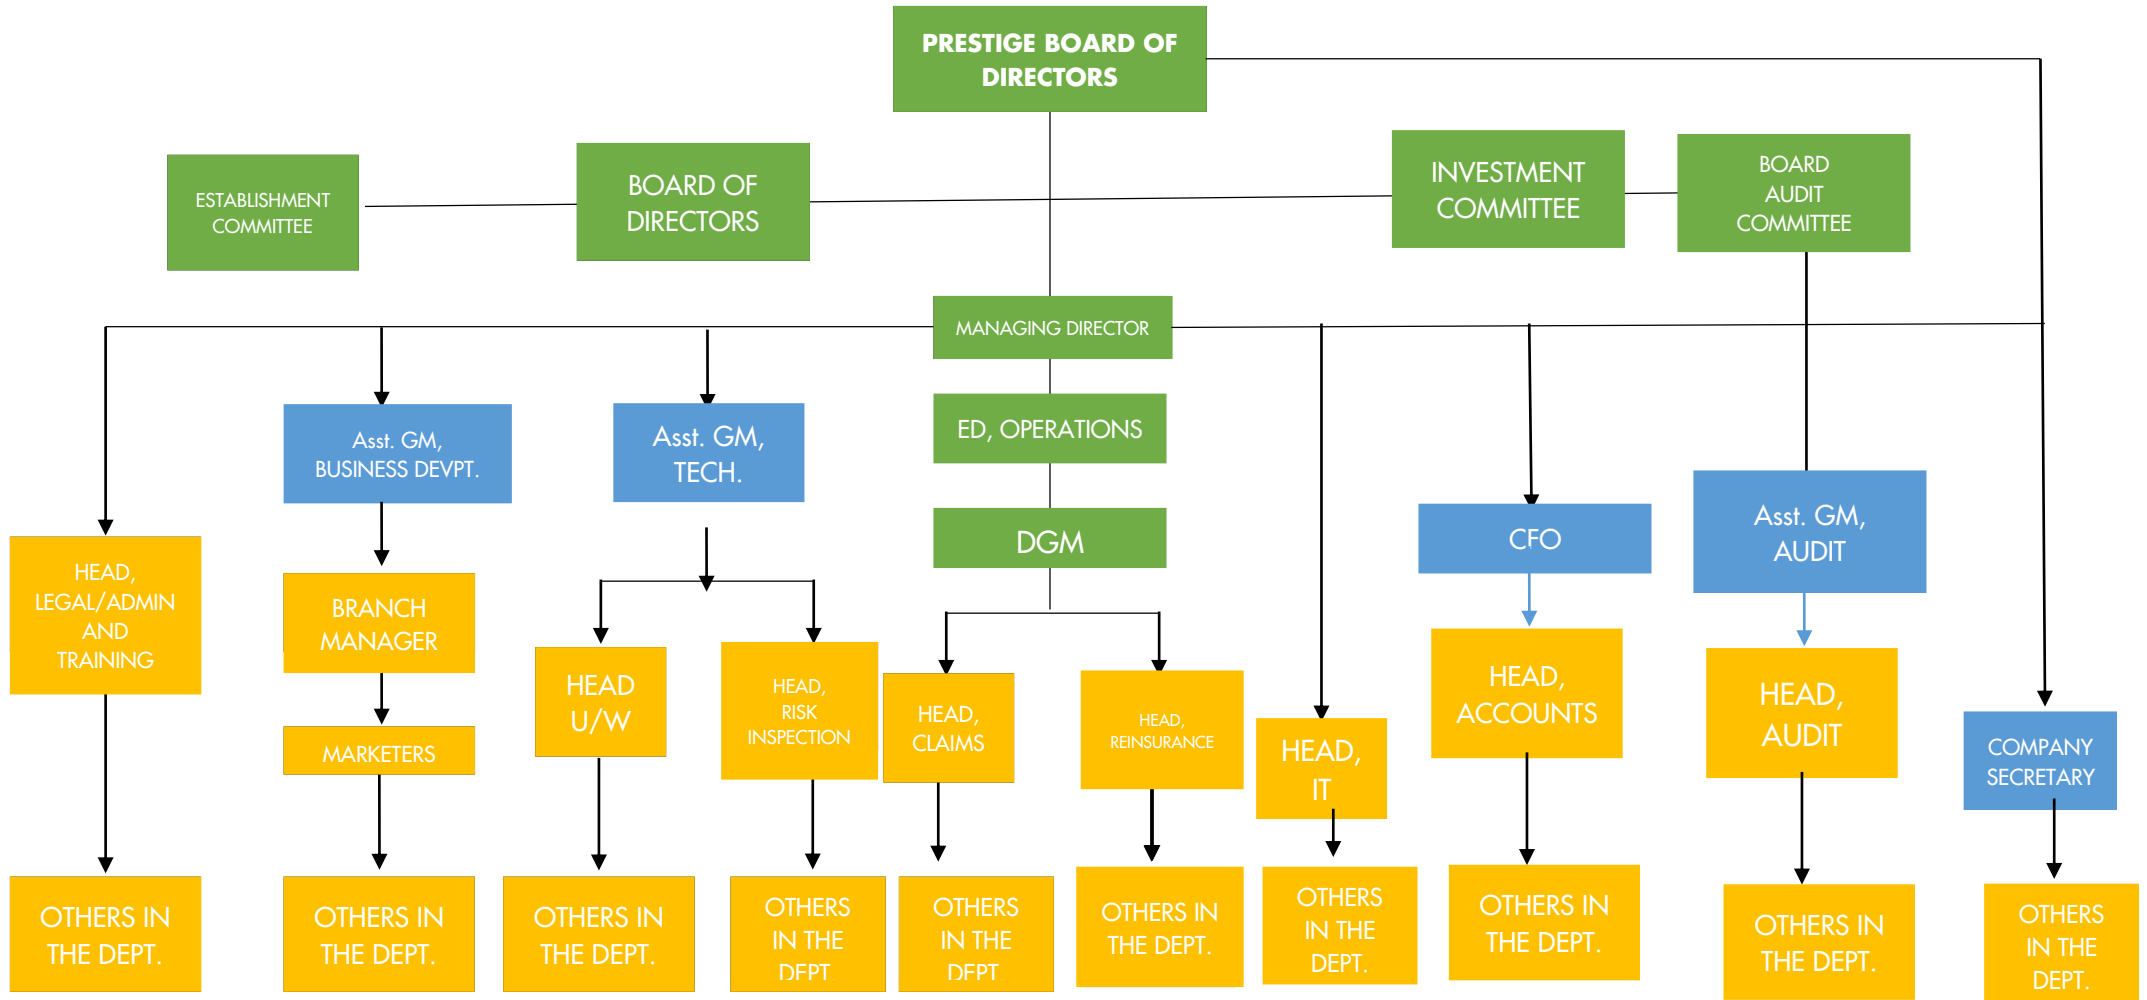 PRESTIGE BOARD OF
DIRECTORS
ESTABLISHMENT
COMMITTEE
BOARD OF
DIRECTORS
INVESTMENT
COMMITTEE
BOARD
AUDIT
COMMITTEE
MANAGING DIRECTOR
Asst. GM,
BUSINESS DEVPT.
Asst. GM,
TECH.
ED, OPERATIONS
DGM
CFO
Asst. GM,
AUDIT
HEAD,
LEGAL/ADMIN
AND
TRAINING
BRANCH
MANAGER
MARKETERS
HEAD
U/W
HEAD,
RISK
INSPECTION
HEAD,
CLAIMS
HEAD,
REINSURANCE
HEAD,
IT
HEAD,
ACCOUNTS
HEAD,
AUDIT
COMPANY
SECRETARY
OTHERS IN
THE DEPT.
OTHERS IN
THE DEPT.
OTHERS IN
THE DEPT.
OTHERS
IN THE
DEPT
OTHERS
IN THE
DEPT
OTHERS IN
THE DEPT.
OTHERS
IN THE
DEPT.
OTHERS IN
THE DEPT.
OTHERS IN
THE DEPT.
OTHERS
IN THE
DEPT.